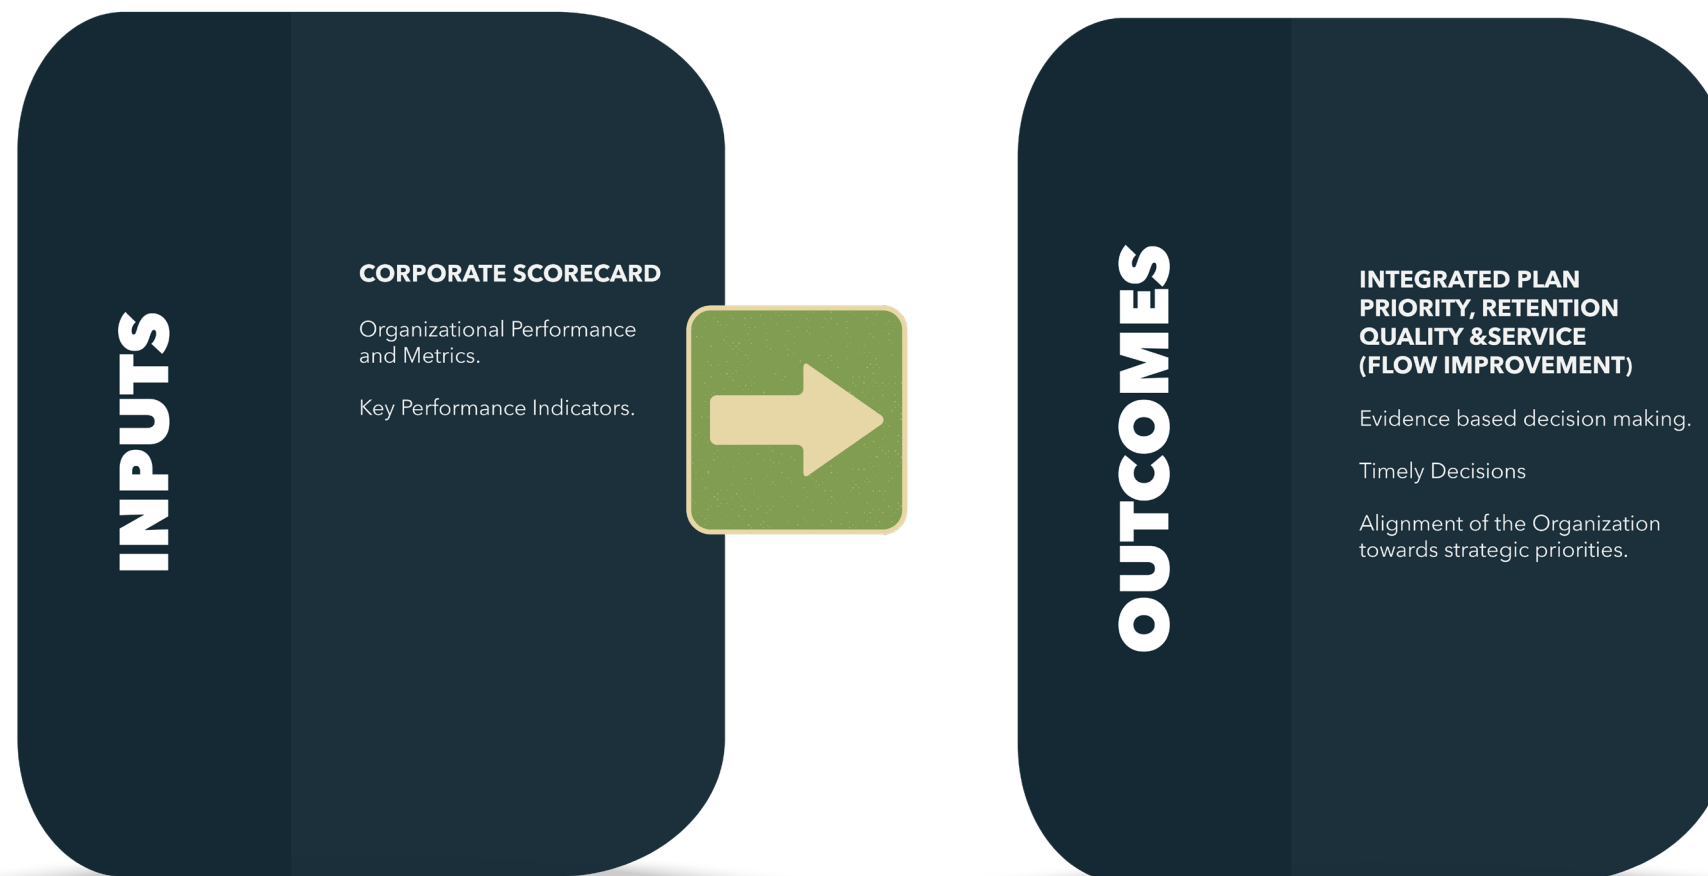 INPUTS
CORPORATE SCORECARD
Organizational Performance
and Metrics.
Key Performance Indicators.
OUTCOMES
INTEGRATED PLAN
PRIORITY, RETENTION
QUALITY &SERVICE
(FLOW IMPROVEMENT)
Evidence based decision making.
Timely Decisions
Alignment of the Organization
towards strategic priorities.